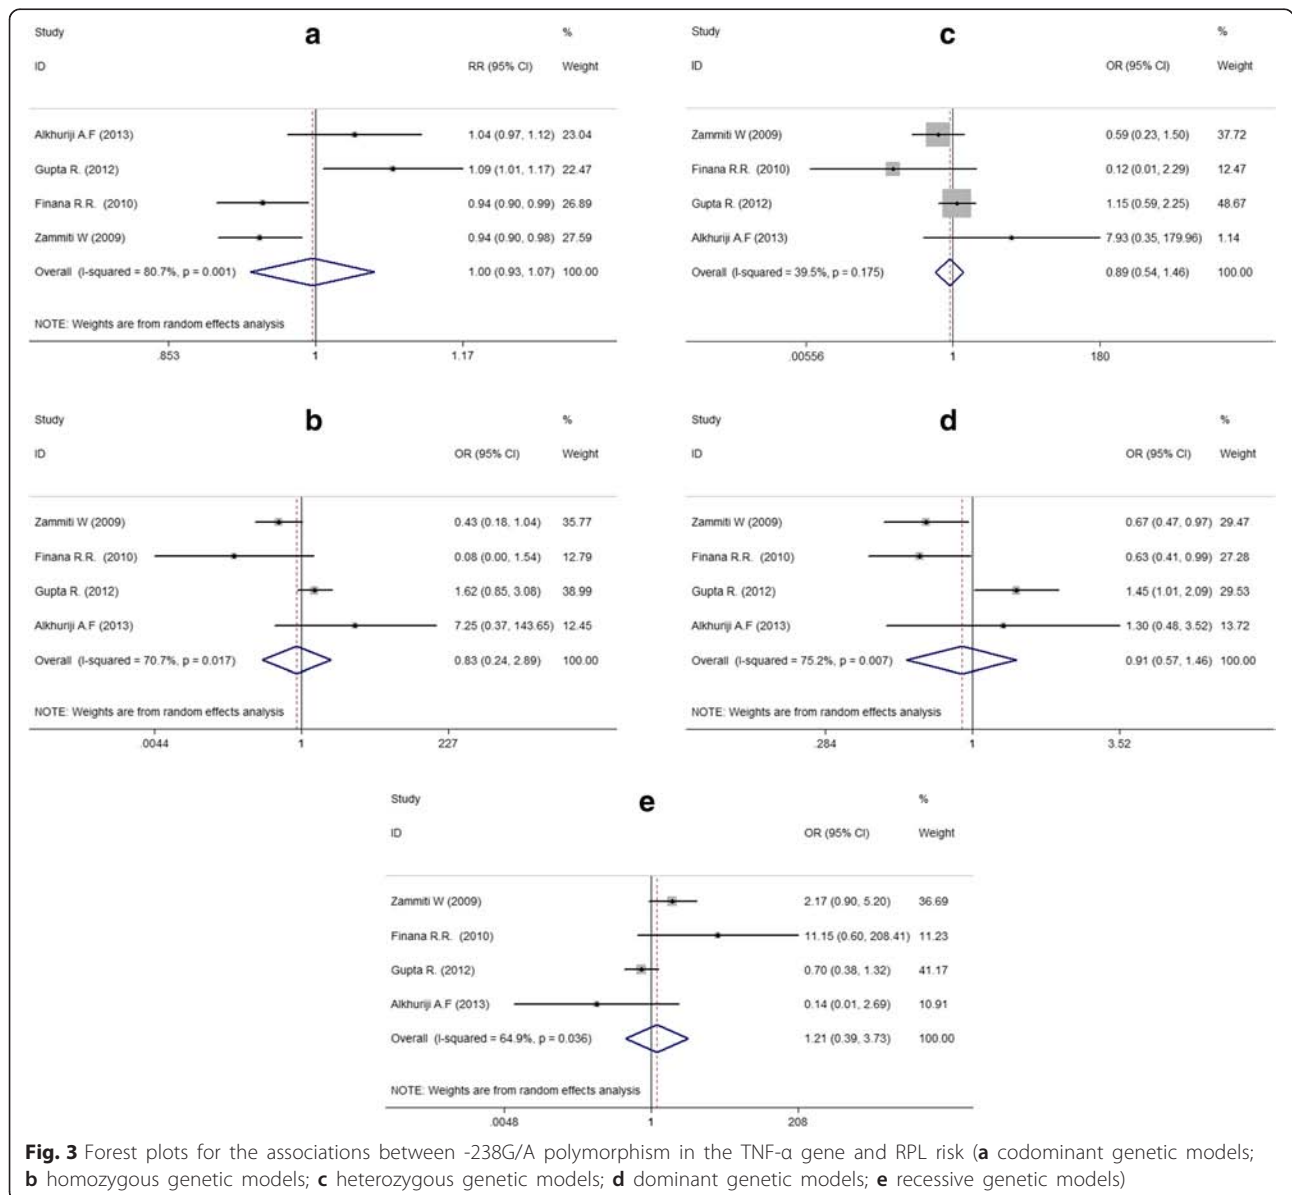 a
Study %
ID RR (95% CI) Weight
Alkhuriji A.F (2013) 1.04 (0.97, 1.12) 23.04
Gupta R. (2012) 1.09 (1.01, 1.17) 22.47
Finana R.R. (2010) 0.94 (0.90, 0.99) 26.89
Zammiti W (2009) 0.94 (0.90, 0.98) 27.59
Overall (I-squared = 80.7%, p = 0.001) 1.00 (0.93, 1.07) 100.00
NOTE: Weights are from random effects analysis
.853 1 1.17
c
Study %
ID OR (95% CI) Weight
Zammiti W (2009) 0.59 (0.23, 1.50) 37.72
Finana R.R. (2010) 0.12 (0.01, 2.29) 12.47
Gupta R. (2012) 1.15 (0.59, 2.25) 48.67
Alkhuriji A.F (2013) 7.93 (0.35, 179.96) 1.14
Overall (I-squared = 39.5%, p = 0.175) 0.89 (0.54, 1.46) 100.00
.00556 1 180
b
Study %
ID OR (95% CI) Weight
Zammiti W (2009) 0.43 (0.18, 1.04) 35.77
Finana R.R. (2010) 0.08 (0.00, 1.54) 12.79
Gupta R. (2012) 1.62 (0.85, 3.08) 38.99
Alkhuriji A.F (2013) 7.25 (0.37, 143.65) 12.45
Overall (I-squared = 70.7%, p = 0.017) 0.83 (0.24, 2.89) 100.00
NOTE: Weights are from random effects analysis
.0044 1 227
d
Study %
ID OR (95% CI) Weight
Zammiti W (2009) 0.67 (0.47, 0.97) 29.47
Finana R.R. (2010) 0.63 (0.41, 0.99) 27.28
Gupta R. (2012) 1.45 (1.01, 2.09) 29.53
Alkhuriji A.F (2013) 1.30 (0.48, 3.52) 13.72
Overall (I-squared = 75.2%, p = 0.007) 0.91 (0.57, 1.46) 100.00
NOTE: Weights are from random effects analysis
.284 1 3.52
e
Study %
ID OR (95% CI) Weight
Zammiti W (2009) 2.17 (0.90, 5.20) 36.69
Finana R.R. (2010) 11.15 (0.60, 208.41) 11.23
Gupta R. (2012) 0.70 (0.38, 1.32) 41.17
Alkhuriji A.F (2013) 0.14 (0.01, 2.69) 10.91
Overall (I-squared = 64.9%, p = 0.036) 1.21 (0.39, 3.73) 100.00
NOTE: Weights are from random effects analysis
.0048 1 208
Fig. 3 Forest plots for the associations between -238G/A polymorphism in the TNF-α gene and RPL risk (a codominant genetic models;
b homozygous genetic models; c heterozygous genetic models; d dominant genetic models; e recessive genetic models)